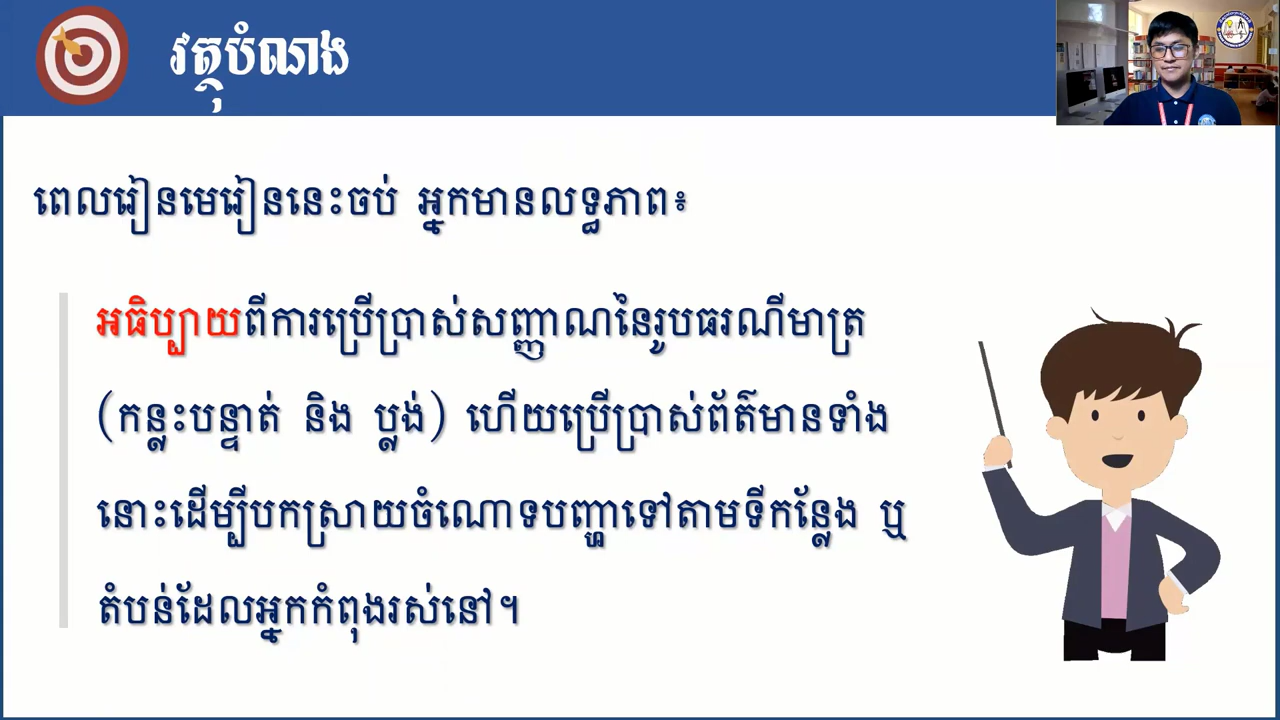 វត្ថុបំណង
ពេលរៀនមេរៀននេះចប់ អ្នកមានលទ្ធភាព៖
អធិប្បាយពីការប្រើប្រាស់សញ្ញាណនៃរូបធរណីមាត្រ
(កន្លះបន្ទាត់ និង ប្លង់) ហើយប្រើប្រាស់ព័ត៌មានទាំង
នោះដើម្បីបកស្រាយចំណោទបញ្ហាទៅតាមទីកន្លែង ឬ
តំបន់ដែលអ្នកកំពុងរស់នៅ។